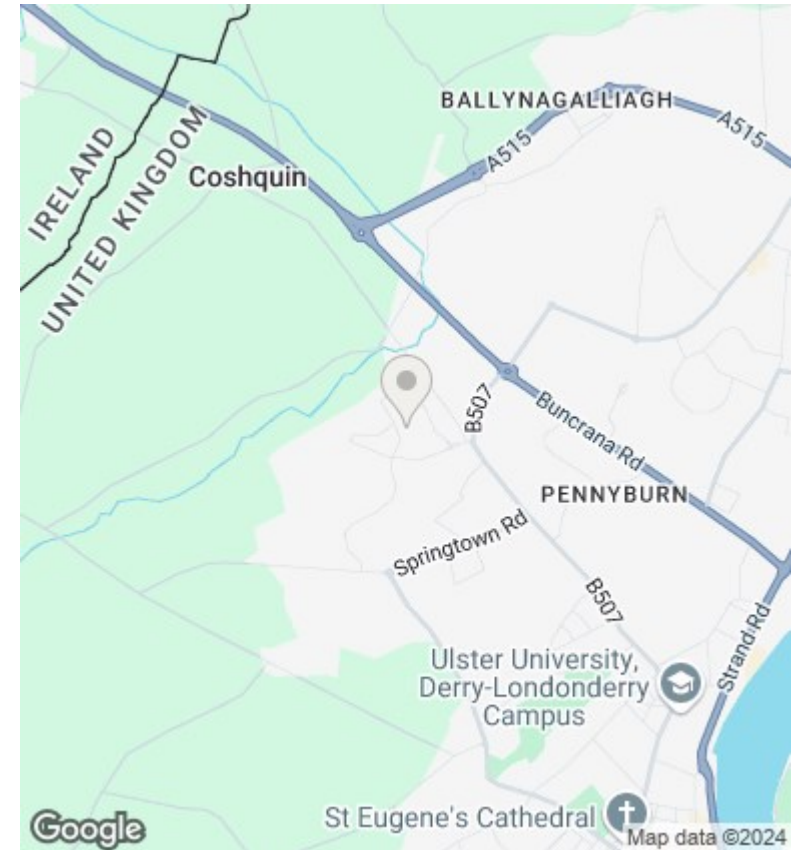 BALLYNAGALLIAGH
A515
A515
IRELAND
UNITED KINGDOM
Coshquin
B507
Buncrana Rd
PENNYBURN
Springtown Rd
B507
Strand Rd
Ulster University,
Derry-Londonderry
Campus
St Eugene's Cathedral
Google
Map data ©2024